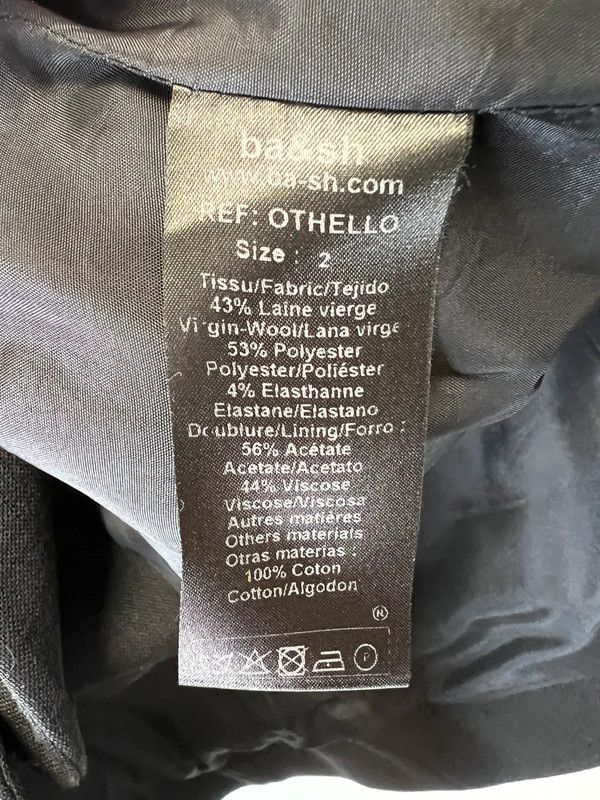 ba&sh
www.ba-sh.com
REF: OTHELLO
Size : 2
Tissu/Fabric/Tejido
43% Laine vierge
Virgin-Wool/Lana virge
53% Polyester
Polyester/Poliéster
4% Elasthanne
Elastane/Elastano
Doublure/Lining/Forro :
56% Acétate
Acetate/Acetato
44% Viscose
Viscose/Viscosa
Autres matiéres
Others materials
Otras materias :
100% Coton
Cotton/Algodon
(N)
P